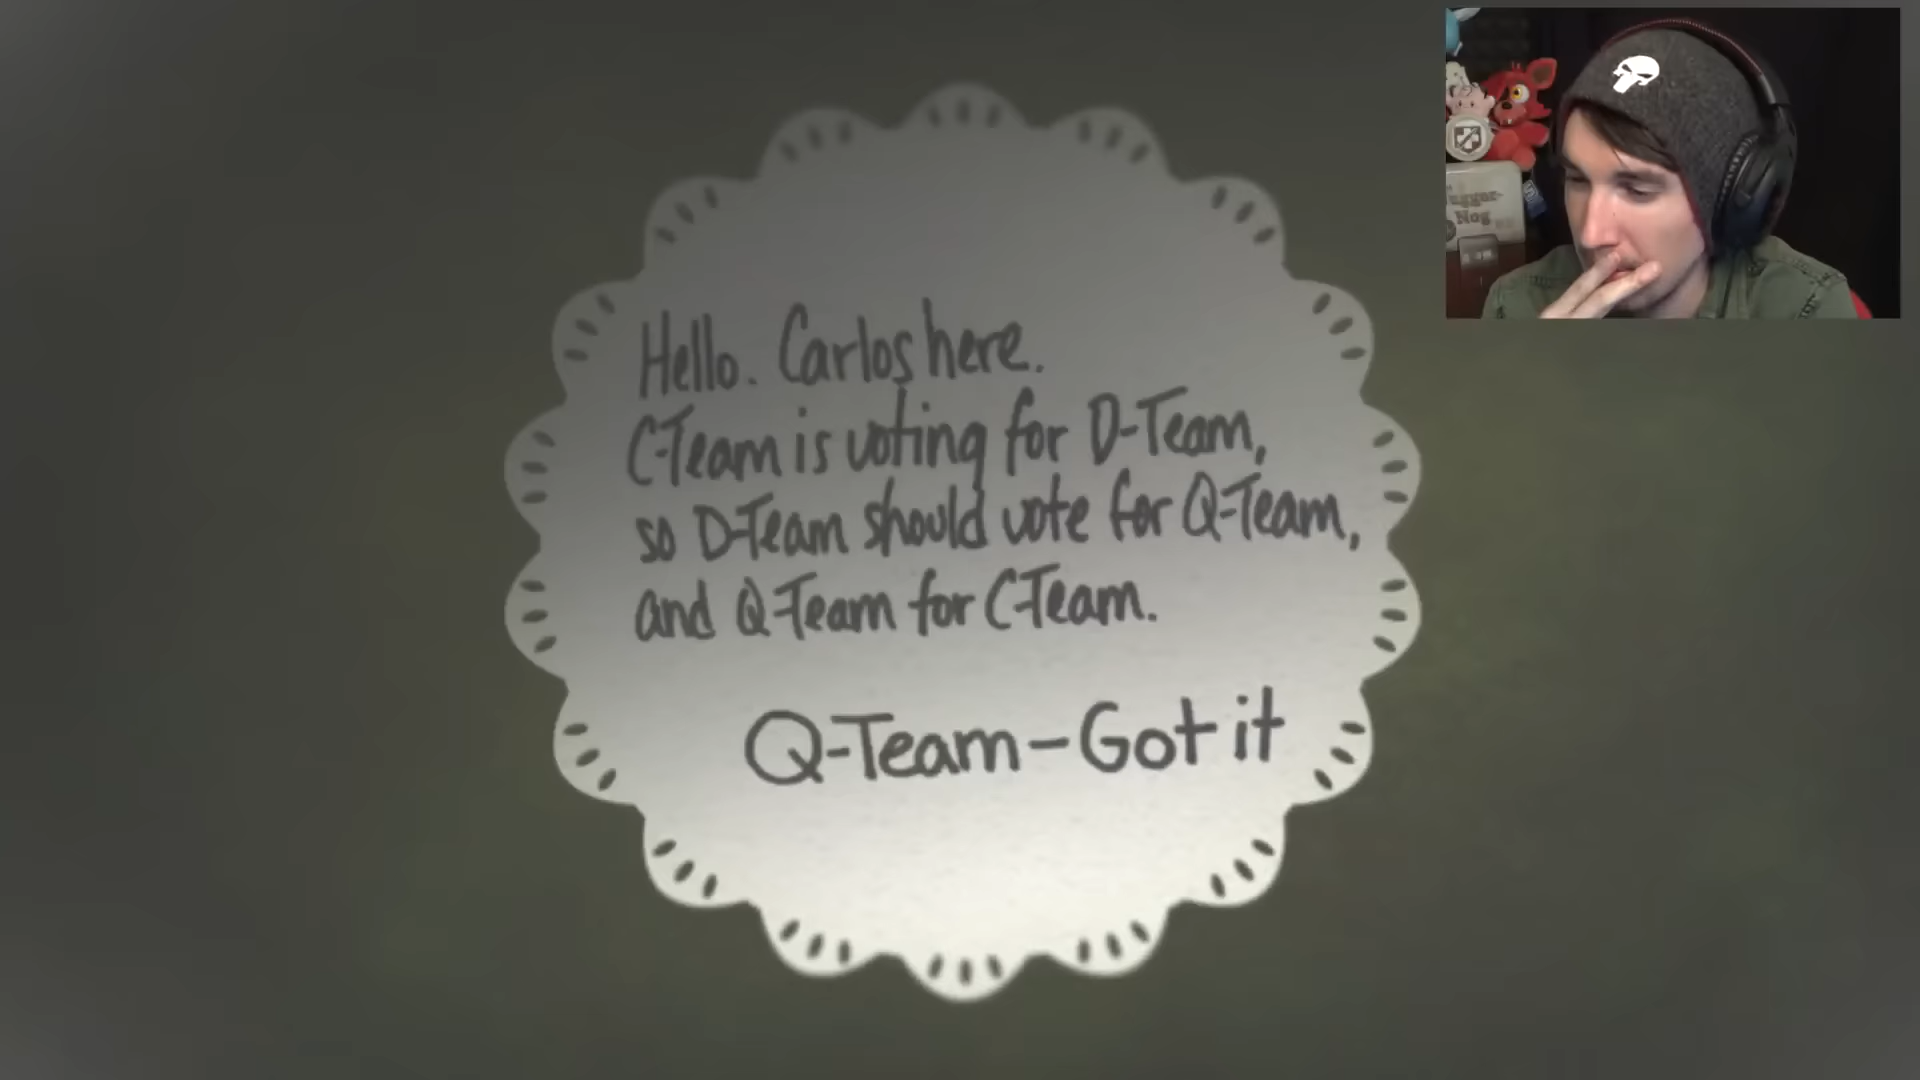 Hello. Carlos here.
C-Team is voting for D-Team,
so D-Team should vote for Q-Team,
and Q-Team for C-Team.
Q-Team-Got it
Nog